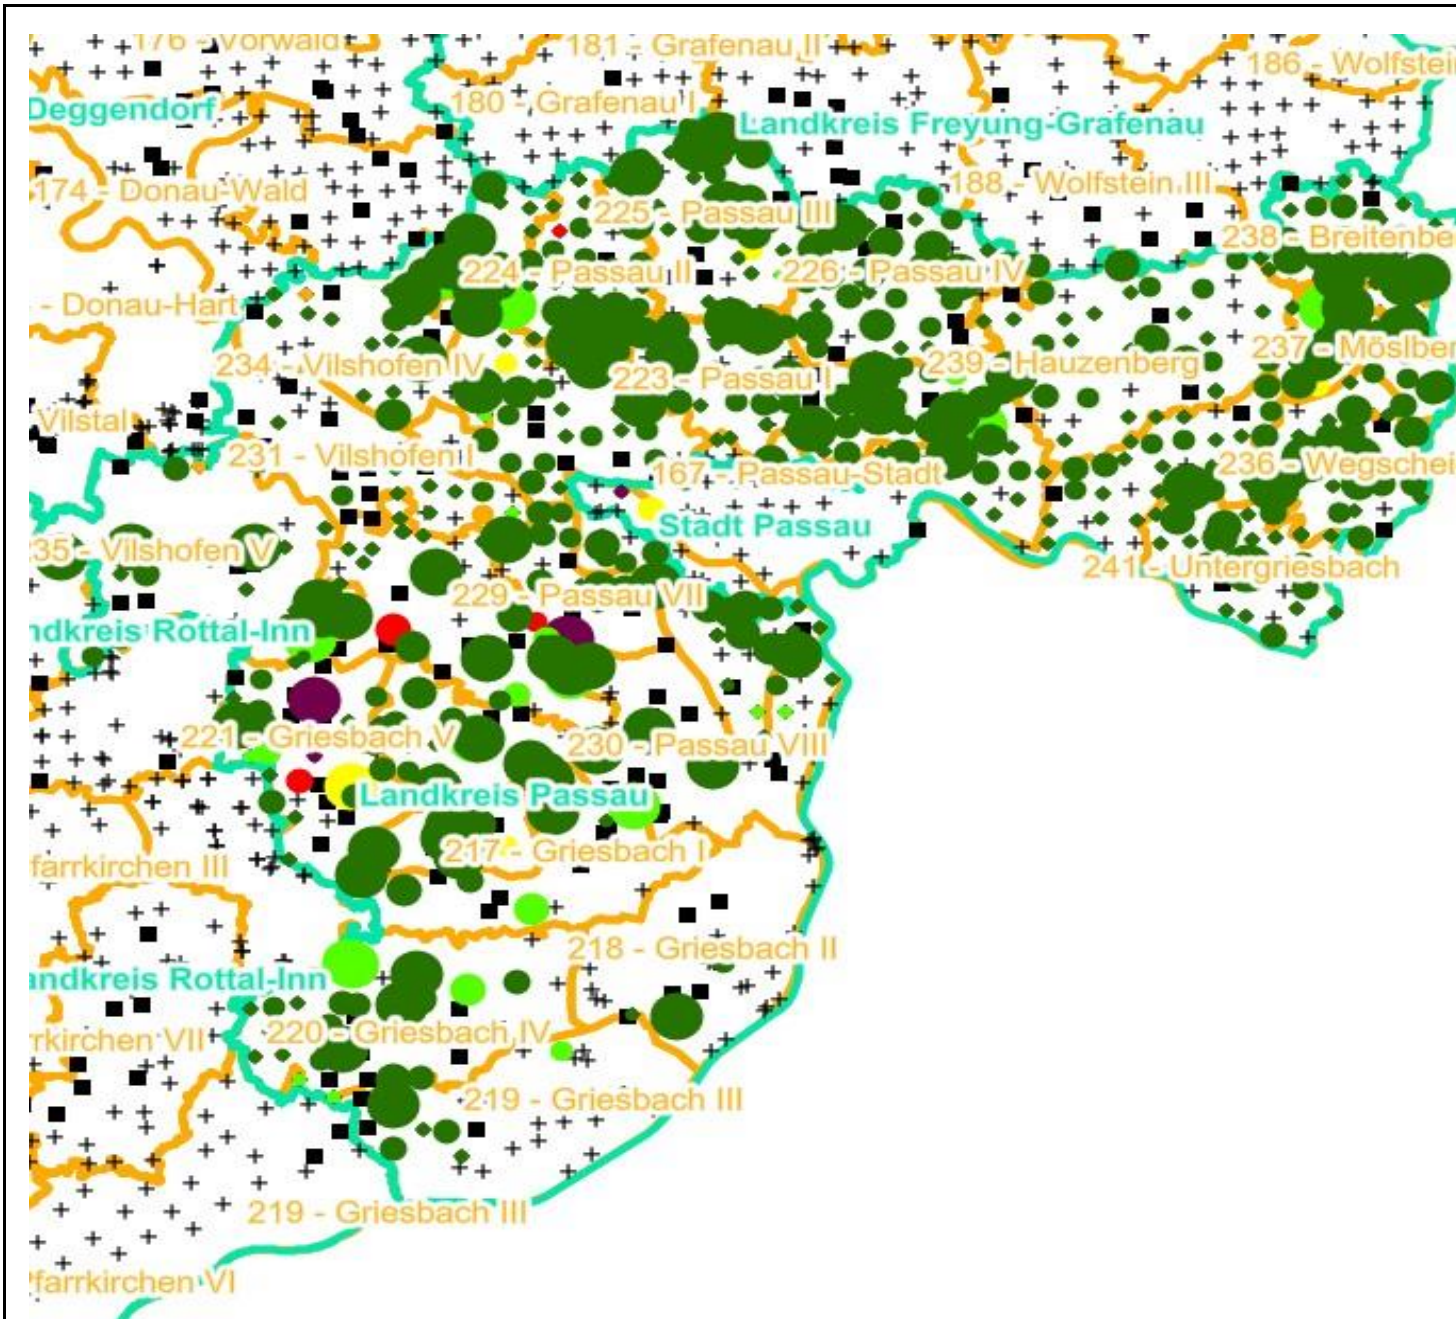 176 - Vorwald
181 - Grafenau II
186 - Wolfstei
180 - Grafenau I
Deggendorf
Landkreis Freyung-Grafenau
174 - Donau-Wald
188 - Wolfstein III
225 - Passau III
238 - Breitenbe
224 - Passau II
226 - Passau IV
- Donau-Hart
237 - Möslber
234 - Vilshofen IV
239 - Hauzenberg
223 - Passau I
Vilstal
231 - Vilshofen I
236 - Wegschei
167 - Passau-Stadt
Stadt Passau
35 - Vilshofen V
241 - Untergriesbach
229 - Passau VII
ndkreis Rottal-Inn
221 - Griesbach V
230 - Passau VIII
Landkreis Passau
217 - Griesbach I
farrkirchen III
218 - Griesbach II
andkreis Rottal-Inn
220 - Griesbach IV
rrkirchen VII
219 - Griesbach III
219 - Griesbach III
Pfarrkirchen VI